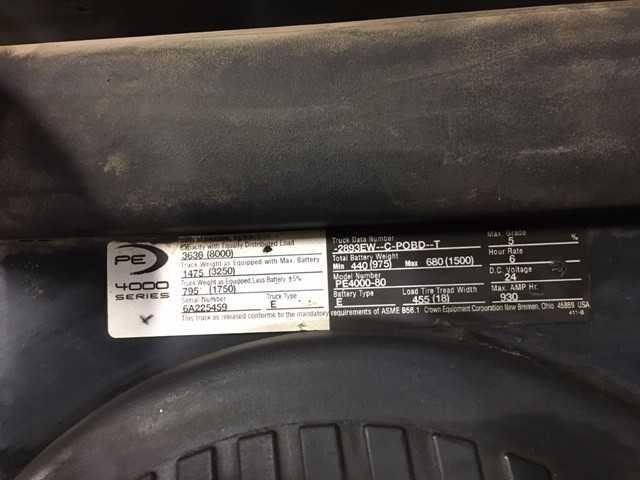 PE
4000
SERIES
Capacity with Equally Distributed Load
3636 (8000)
Truck Weight as Equipped with Max. Battery
1475 (3250)
Truck Weight as Equipped, Less Battery ±5%
795 (1750)
Serial Number Truck Type
6A225459 E
Truck Data Number
-2893EW--C-POBD--T
Total Battery Weight
Min 440 (975) Max 680 (1500)
Model Number
PE4000-80
Battery Type Load Tire Tread Width
E 455 (18)
Max. Grade
5 %
Hour Rate
6
D.C. Voltage
24
Max. AMP Hr.
930
This truck as released conforms to the mandatory requirements of ASME B56.1 Crown Equipment Corporation New Bremen, Ohio 45869 USA